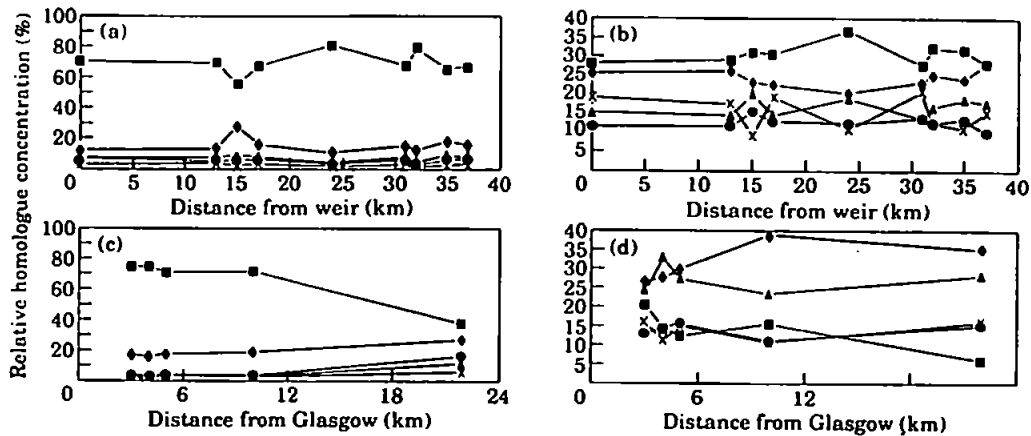 Relative homologue concentration (%)
(a)
100
80
60
40
20
0
0 5 10 15 20 25 30 35 40
Distance from weir (km)
(b)
40
35
30
25
20
15
10
5
0 5 10 15 20 25 30 35 40
Distance from weir (km)
(c)
100
80
60
40
20
0
6 12 18 24
Distance from Glasgow (km)
(d)
40
35
30
25
20
15
10
5
0
6 12
Distance from Glasgow (km)